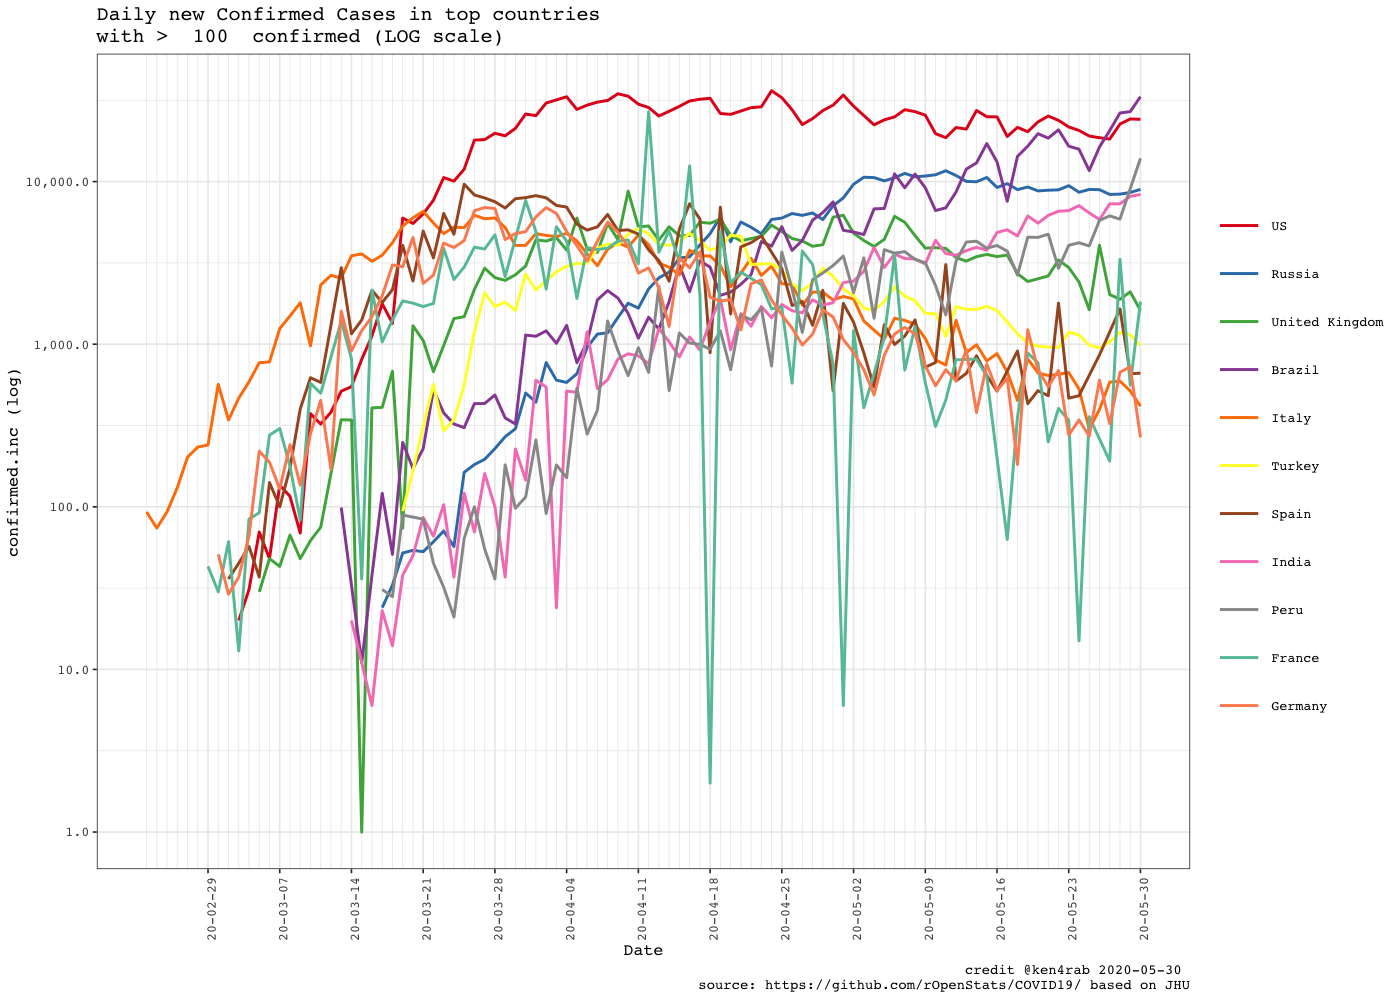 Daily new Confirmed Cases in top countries
with >  100  confirmed (LOG scale)
confirmed.inc (log)
10,000.0
1,000.0
100.0
10.0
1.0
20-02-29
20-03-07
20-03-14
20-03-21
20-03-28
20-04-04
20-04-11
20-04-18
20-04-25
20-05-02
20-05-09
20-05-16
20-05-23
20-05-30
Date
US
Russia
United Kingdom
Brazil
Italy
Turkey
Spain
India
Peru
France
Germany
credit @ken4rab 2020-05-30
source: https://github.com/rOpenStats/COVID19/ based on JHU